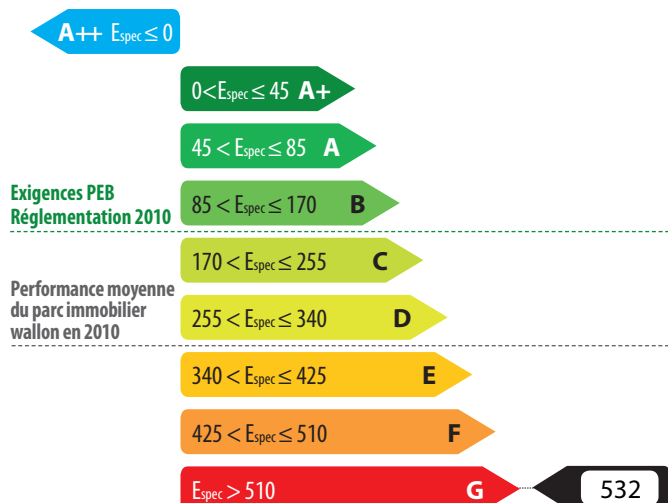 A++ Espec ≤ 0
0<Espec ≤ 45 A+
45 < Espec ≤ 85 A
Exigences PEB
Réglementation 2010
85 < Espec ≤ 170 B
170 < Espec ≤ 255 C
Performance moyenne
du parc immobilier
wallon en 2010
255 < Espec ≤ 340 D
340 < Espec ≤ 425 E
425 < Espec ≤ 510 F
Espec > 510 G 532